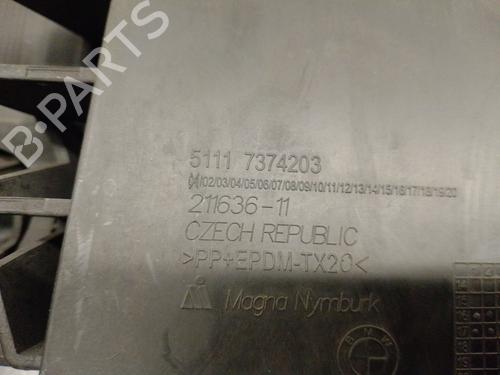 B-PARTS
5111 7374203
/02/03/04/05/06/07/08/09/10/11/12/13/14/15/16/17/18/19/20
211636-11
CZECH REPUBLIC
>PP+EPDM-TX20<
Magna Nymburk
BMW